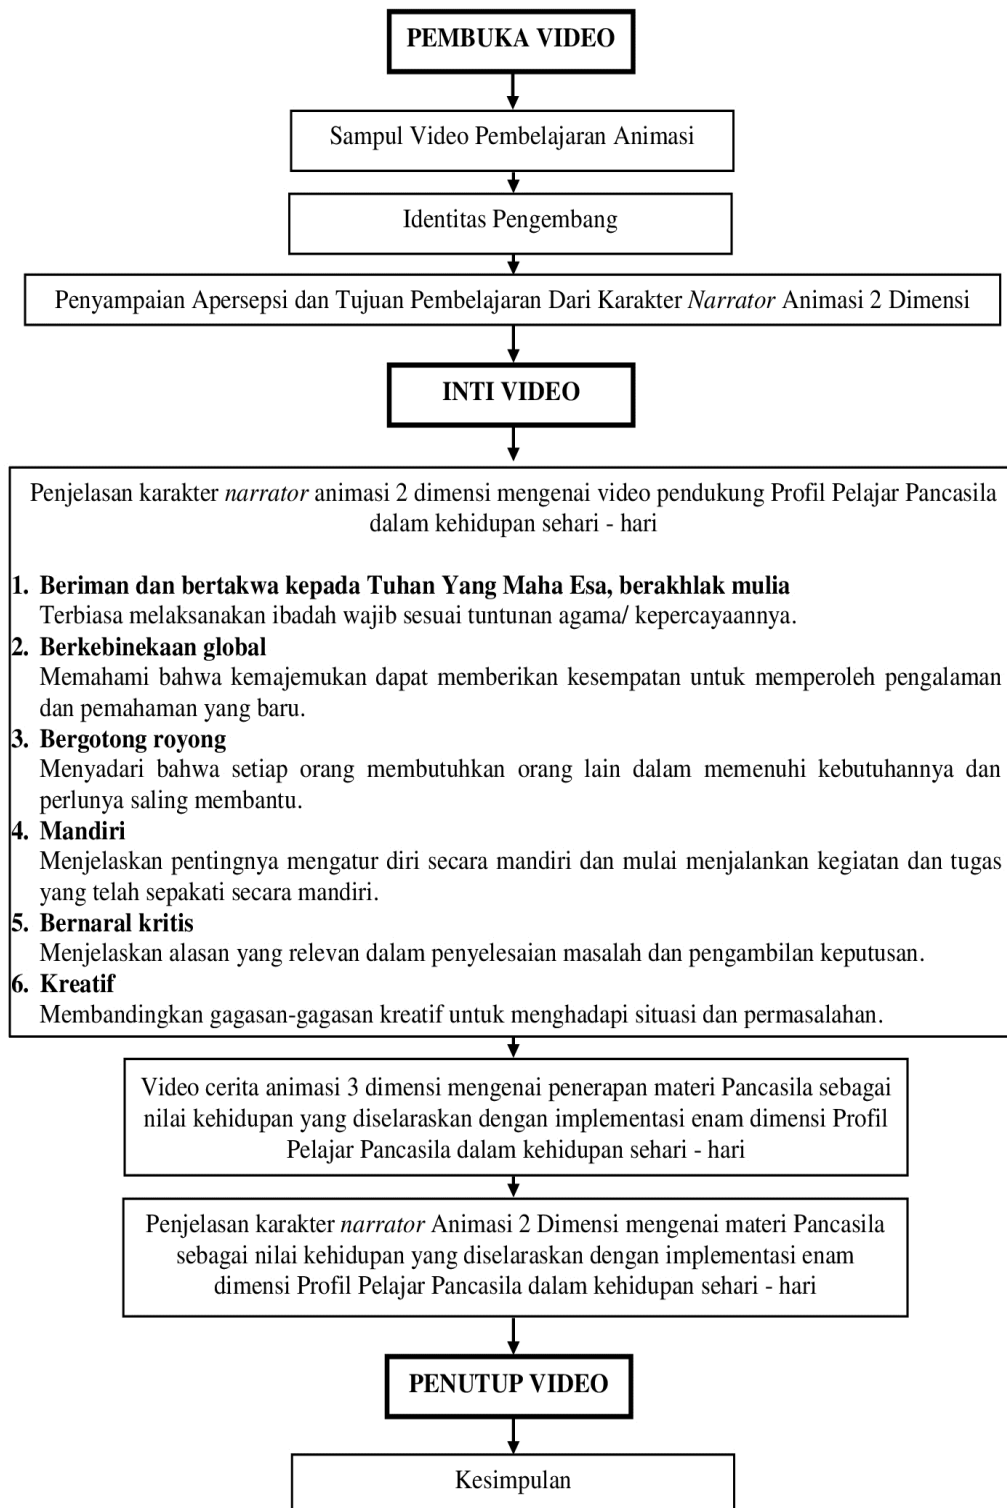 PEMBUKA VIDEO
Sampul Video Pembelajaran Animasi
Identitas Pengembang
Penyampaian Apersepsi dan Tujuan Pembelajaran Dari Karakter Narrator Animasi 2 Dimensi
INTI VIDEO
Penjelasan karakter narrator animasi 2 dimensi mengenai video pendukung Profil Pelajar Pancasila
dalam kehidupan sehari - hari
1. Beriman dan bertakwa kepada Tuhan Yang Maha Esa, berakhlak mulia
Terbiasa melaksanakan ibadah wajib sesuai tuntunan agama/ kepercayaannya.
2. Berkebinekaan global
Memahami bahwa kemajemukan dapat memberikan kesempatan untuk memperoleh pengalaman
dan pemahaman yang baru.
3. Bergotong royong
Menyadari bahwa setiap orang membutuhkan orang lain dalam memenuhi kebutuhannya dan
perlunya saling membantu.
4. Mandiri
Menjelaskan pentingnya mengatur diri secara mandiri dan mulai menjalankan kegiatan dan tugas
yang telah sepakati secara mandiri.
5. Bernaral kritis
Menjelaskan alasan yang relevan dalam penyelesaian masalah dan pengambilan keputusan.
6. Kreatif
Membandingkan gagasan-gagasan kreatif untuk menghadapi situasi dan permasalahan.
Video cerita animasi 3 dimensi mengenai penerapan materi Pancasila sebagai
nilai kehidupan yang diselaraskan dengan implementasi enam dimensi Profil
Pelajar Pancasila dalam kehidupan sehari - hari
Penjelasan karakter narrator Animasi 2 Dimensi mengenai materi Pancasila
sebagai nilai kehidupan yang diselaraskan dengan implementasi enam
dimensi Profil Pelajar Pancasila dalam kehidupan sehari - hari
PENUTUP VIDEO
Kesimpulan